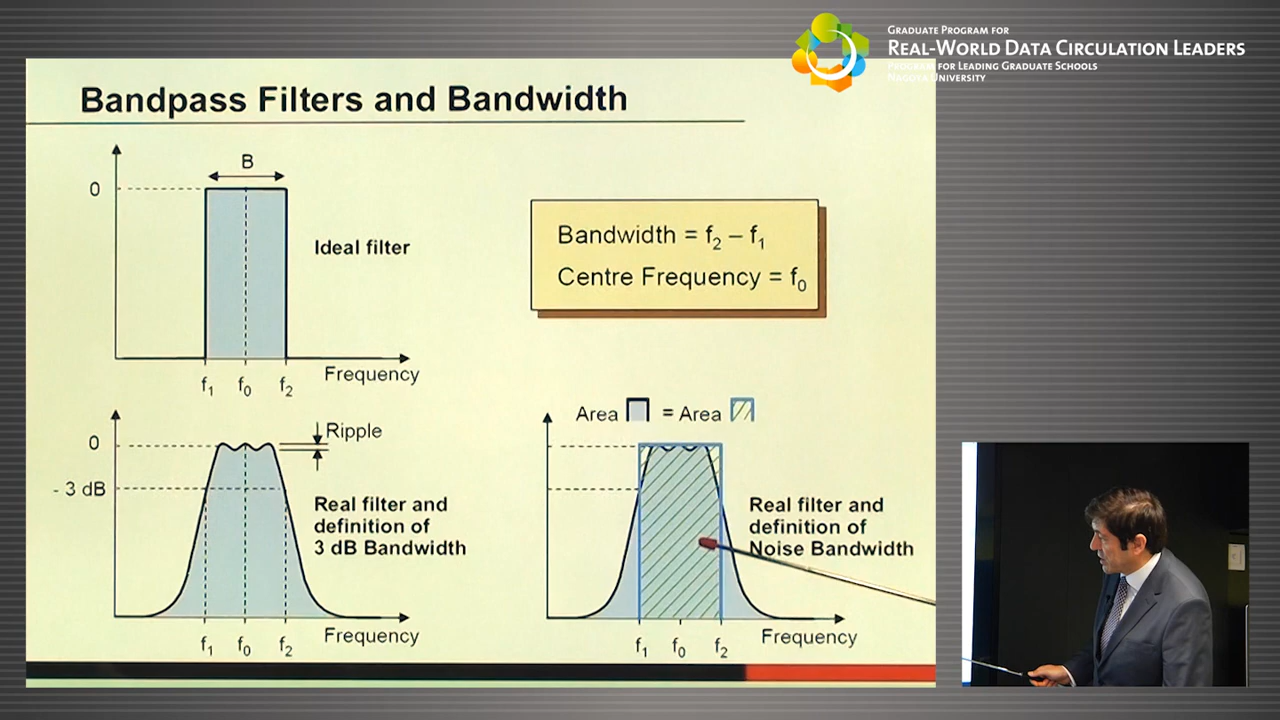 GRADUATE PROGRAM FOR
REAL-WORLD DATA CIRCULATION LEADERS
PROGRAM FOR LEADING GRADUATE SCHOOLS
NAGOYA UNIVERSITY
Bandpass Filters and Bandwidth
B
0
Ideal filter
f1 f0 f2
Frequency
Bandwidth = f2 – f1
Centre Frequency = f0
0
Ripple
- 3 dB
Real filter and
definition of
3 dB Bandwidth
f1 f0 f2
Frequency
Area = Area
Real filter and
definition of
Noise Bandwidth
f1 f0 f2
Frequency